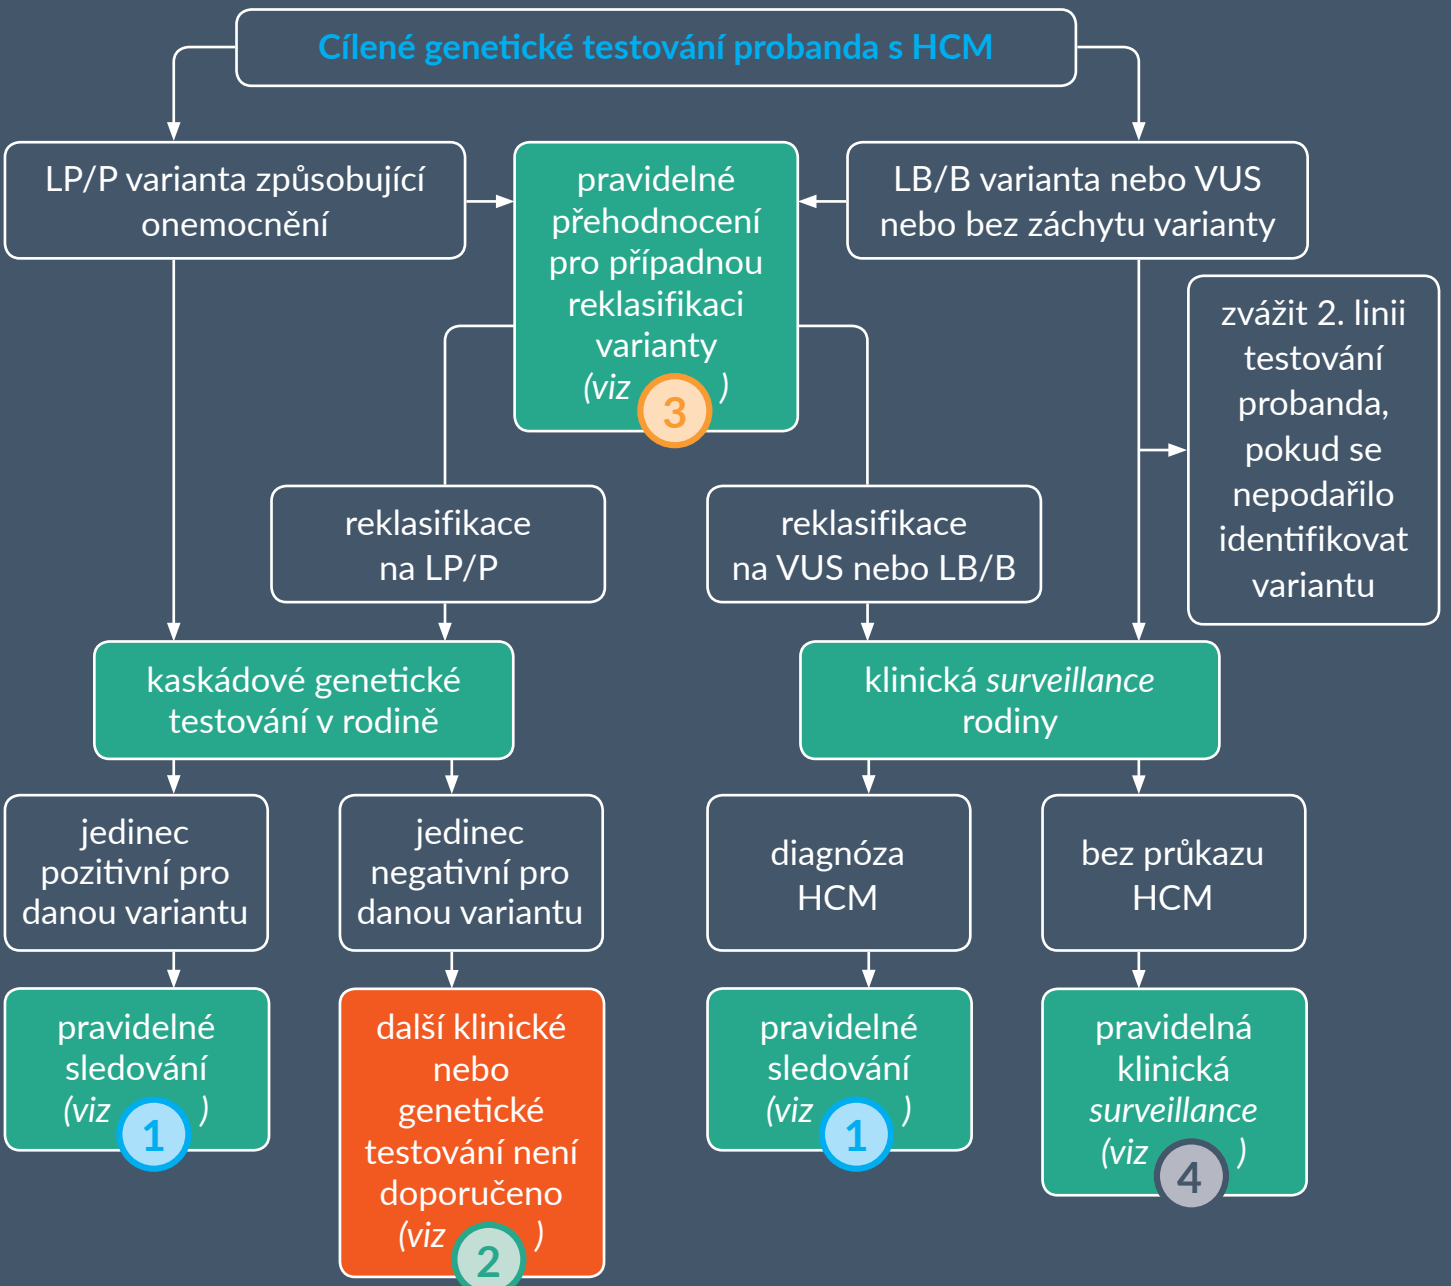 Cílené genetické testování probanda s HCM
LP/P varianta způsobující
onemocnění
pravidelné
přehodnocení
pro případnou
reklasifikaci
varianty
(viz 3 )
LB/B varianta nebo VUS
nebo bez záchytu varianty
zvážit 2. linii
testování
probanda,
pokud se
nepodařilo
identifikovat
variantu
reklasifikace
na LP/P
reklasifikace
na VUS nebo LB/B
kaskádové genetické
testování v rodině
klinická surveillance
rodiny
jedinec
pozitivní pro
danou variantu
jedinec
negativní pro
danou variantu
diagnóza
HCM
bez průkazu
HCM
pravidelné
sledování
(viz 1 )
další klinické
nebo
genetické
testování není
doporučeno
(viz 2 )
pravidelné
sledování
(viz 1 )
pravidelná
klinická
surveillance
(viz 4 )